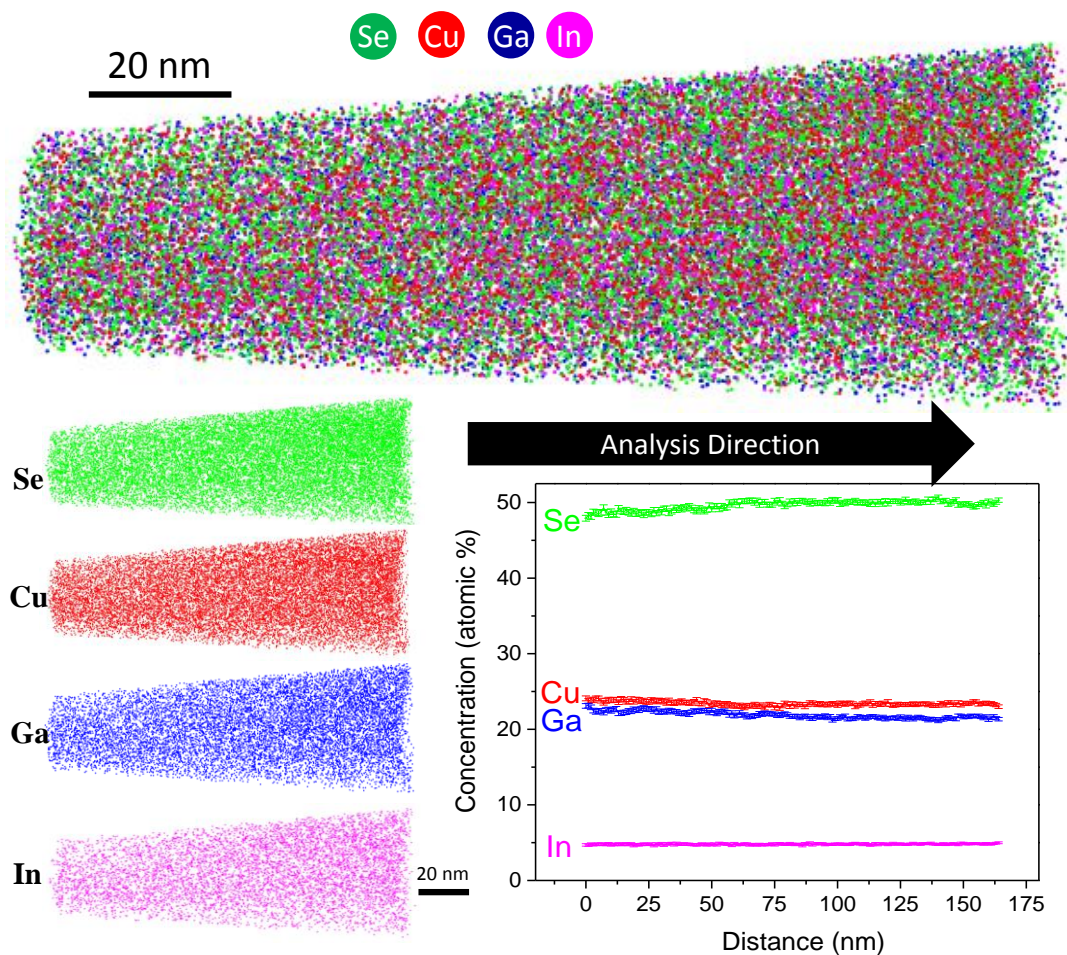 Se Cu Ga In
20 nm
Se
Cu
Ga
In
20 nm
Analysis Direction
Concentration (atomic %)
50
40
30
20
10
0
Se
Cu
Ga
In
0 25 50 75 100 125 150 175
Distance (nm)